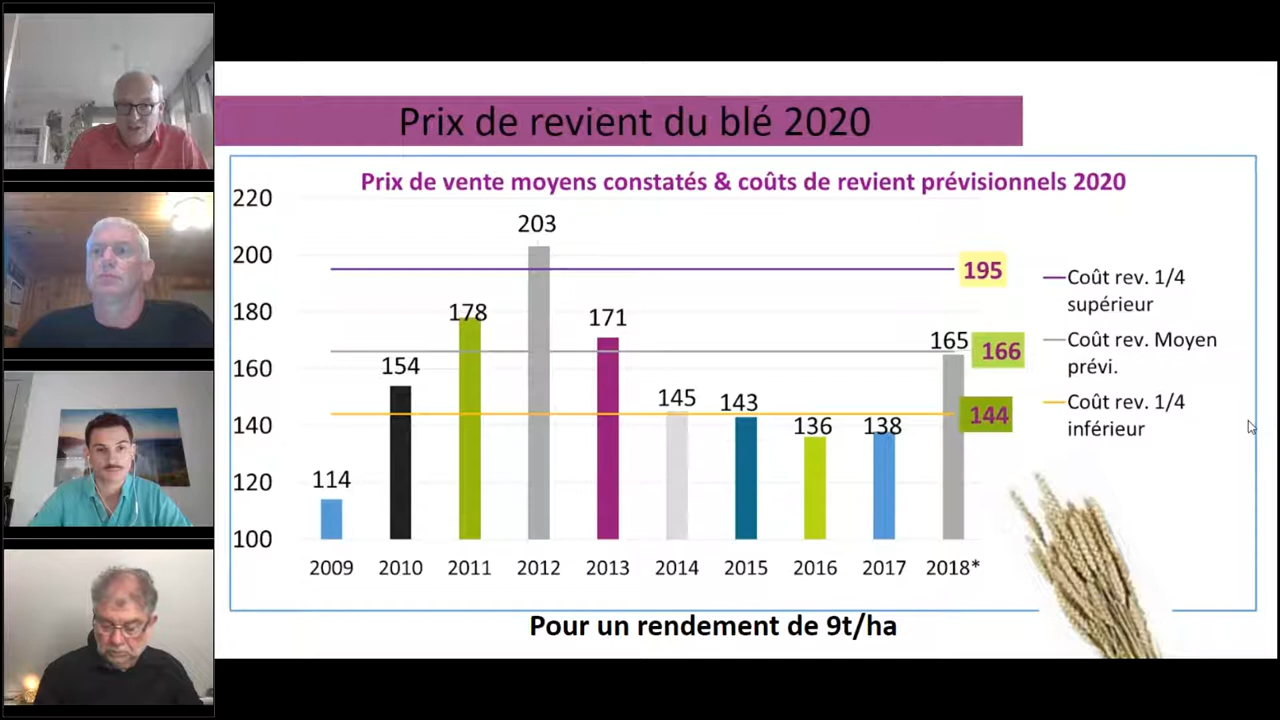 Prix de revient du blé 2020
Prix de vente moyens constatés & coûts de revient prévisionnels 2020
220
200
180
160
140
120
100
114
154
178
203
171
145
143
136
138
165
195
166
144
2009 2010 2011 2012 2013 2014 2015 2016 2017 2018*
Coût rev. 1/4
supérieur
Coût rev. Moyen
prévi.
Coût rev. 1/4
inférieur
Pour un rendement de 9t/ha